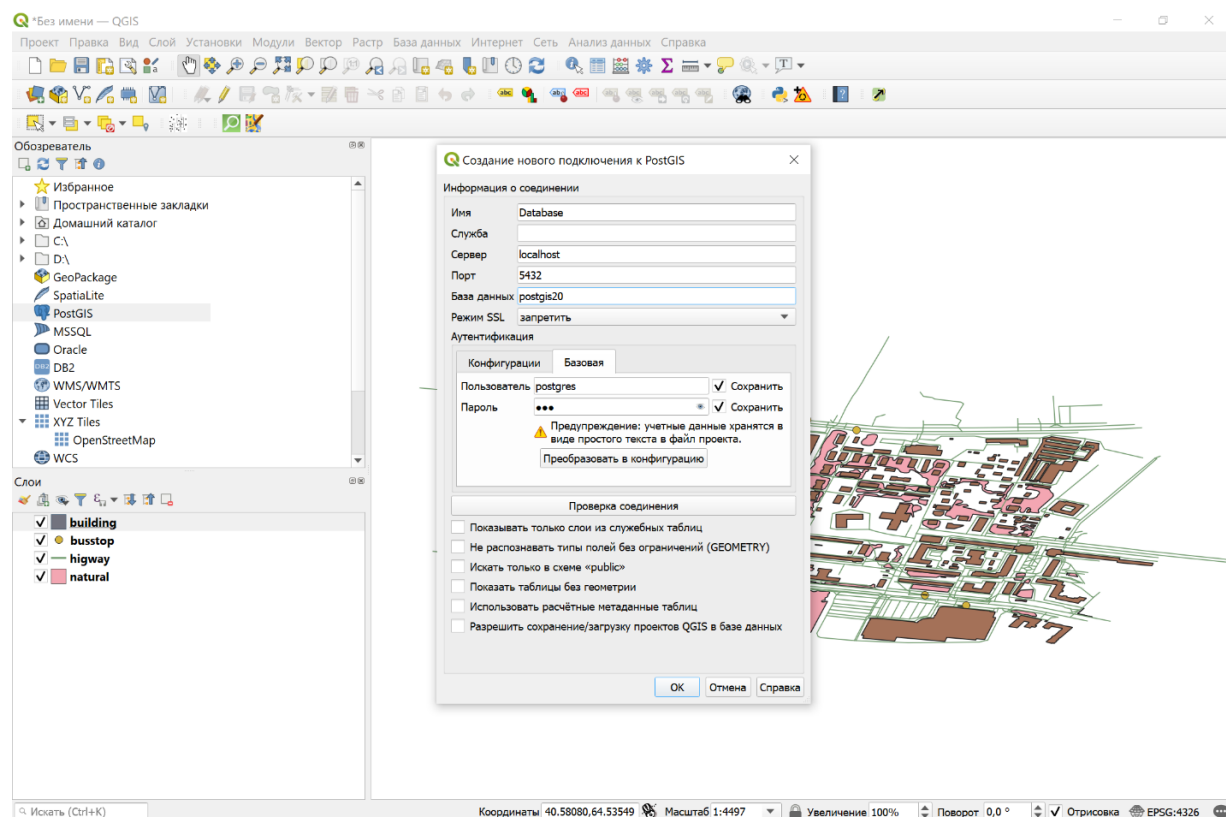 *Без имени — QGIS
Проект Правка Вид Слой Установки Модули Вектор Растр База данных Интернет Сеть Анализ данных Справка
Обозреватель
Избранное
Пространственные закладки
Домашний каталог
C:\
D:\
GeoPackage
SpatiaLite
PostGIS
MSSQL
Oracle
DB2
WMS/WMTS
Vector Tiles
XYZ Tiles
OpenStreetMap
WCS
Слои
building
busstop
higway
natural
Создание нового подключения к PostGIS
Информация о соединении
Имя Database
Служба
Сервер localhost
Порт 5432
База данных postgis20
Режим SSL запретить
Аутентификация
Конфигурации Базовая
Пользователь postgres Сохранить
Пароль Сохранить
Предупреждение: учетные данные хранятся в
виде простого текста в файл проекта.
Преобразовать в конфигурацию
Проверка соединения
Показывать только слои из служебных таблиц
Не распознавать типы полей без ограничений (GEOMETRY)
Искать только в схеме «public»
Показать таблицы без геометрии
Использовать расчётные метаданные таблиц
Разрешить сохранение/загрузку проектов QGIS в базе данных
OK Отмена Справка
Искать (Ctrl+K) Координаты 40.58080,64.53549 Масштаб 1:4497 Увеличение 100% Поворот 0,0 ° Отрисовка EPSG:4326